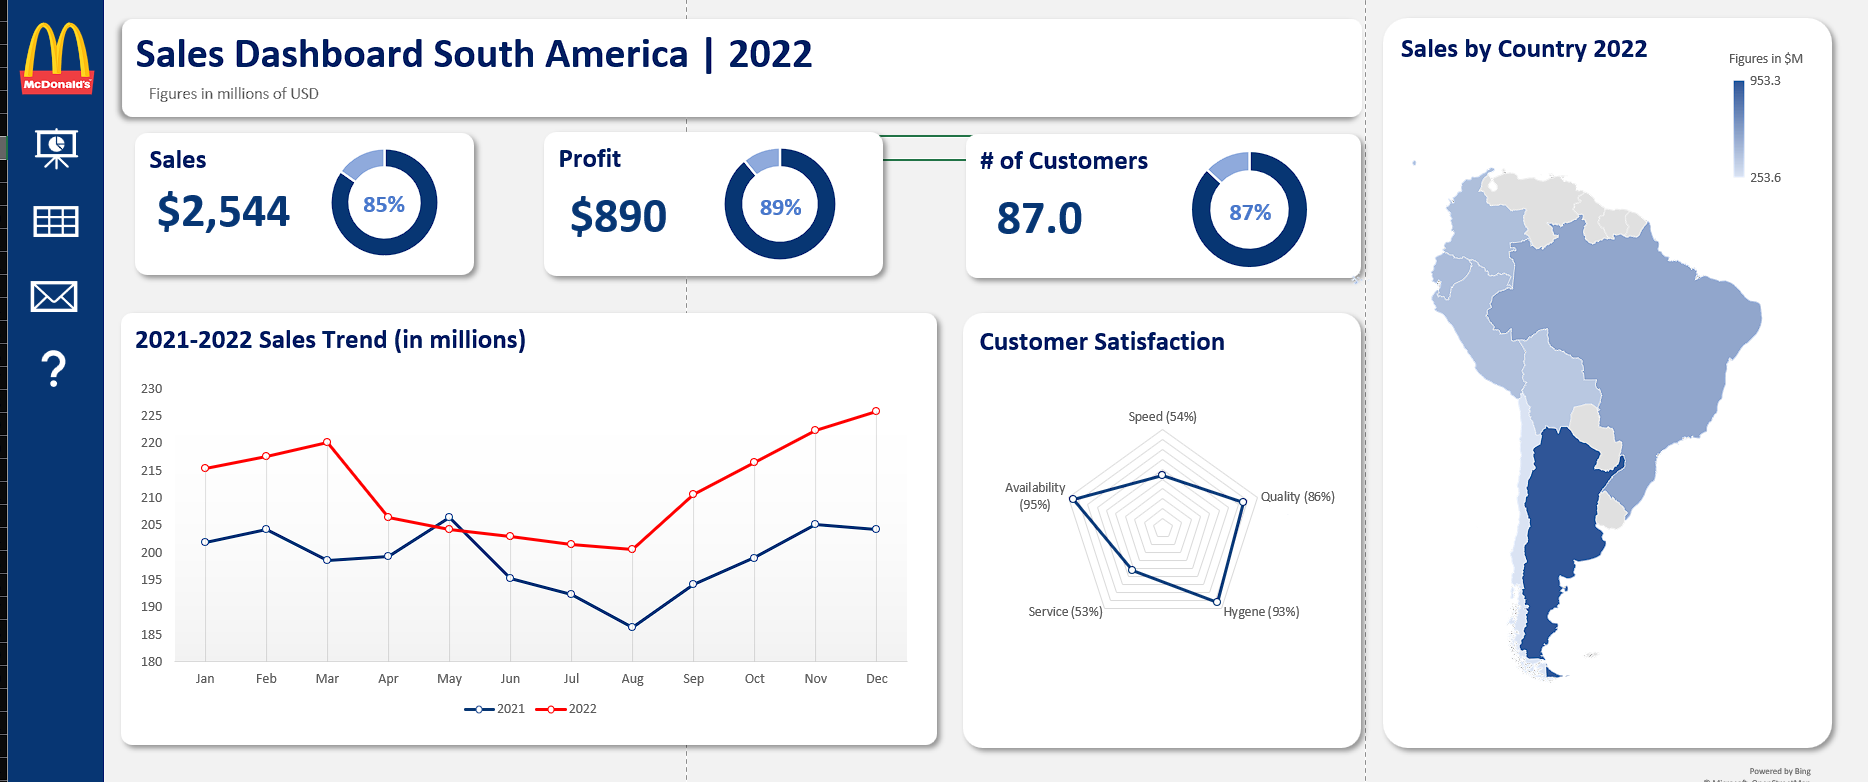 McDonald's
Sales Dashboard South America | 2022
Figures in millions of USD
Sales
$2,544
85%
Profit
$890
89%
# of Customers
87.0
87%
2021-2022 Sales Trend (in millions)
230
225
220
215
210
205
200
195
190
185
180
Jan Feb Mar Apr May Jun Jul Aug Sep Oct Nov Dec
2021 2022
Customer Satisfaction
Speed (54%)
Availability
(95%)
Quality (86%)
Service (53%)
Hygene (93%)
Sales by Country 2022
Figures in $M
953.3
253.6
Powered by Bing